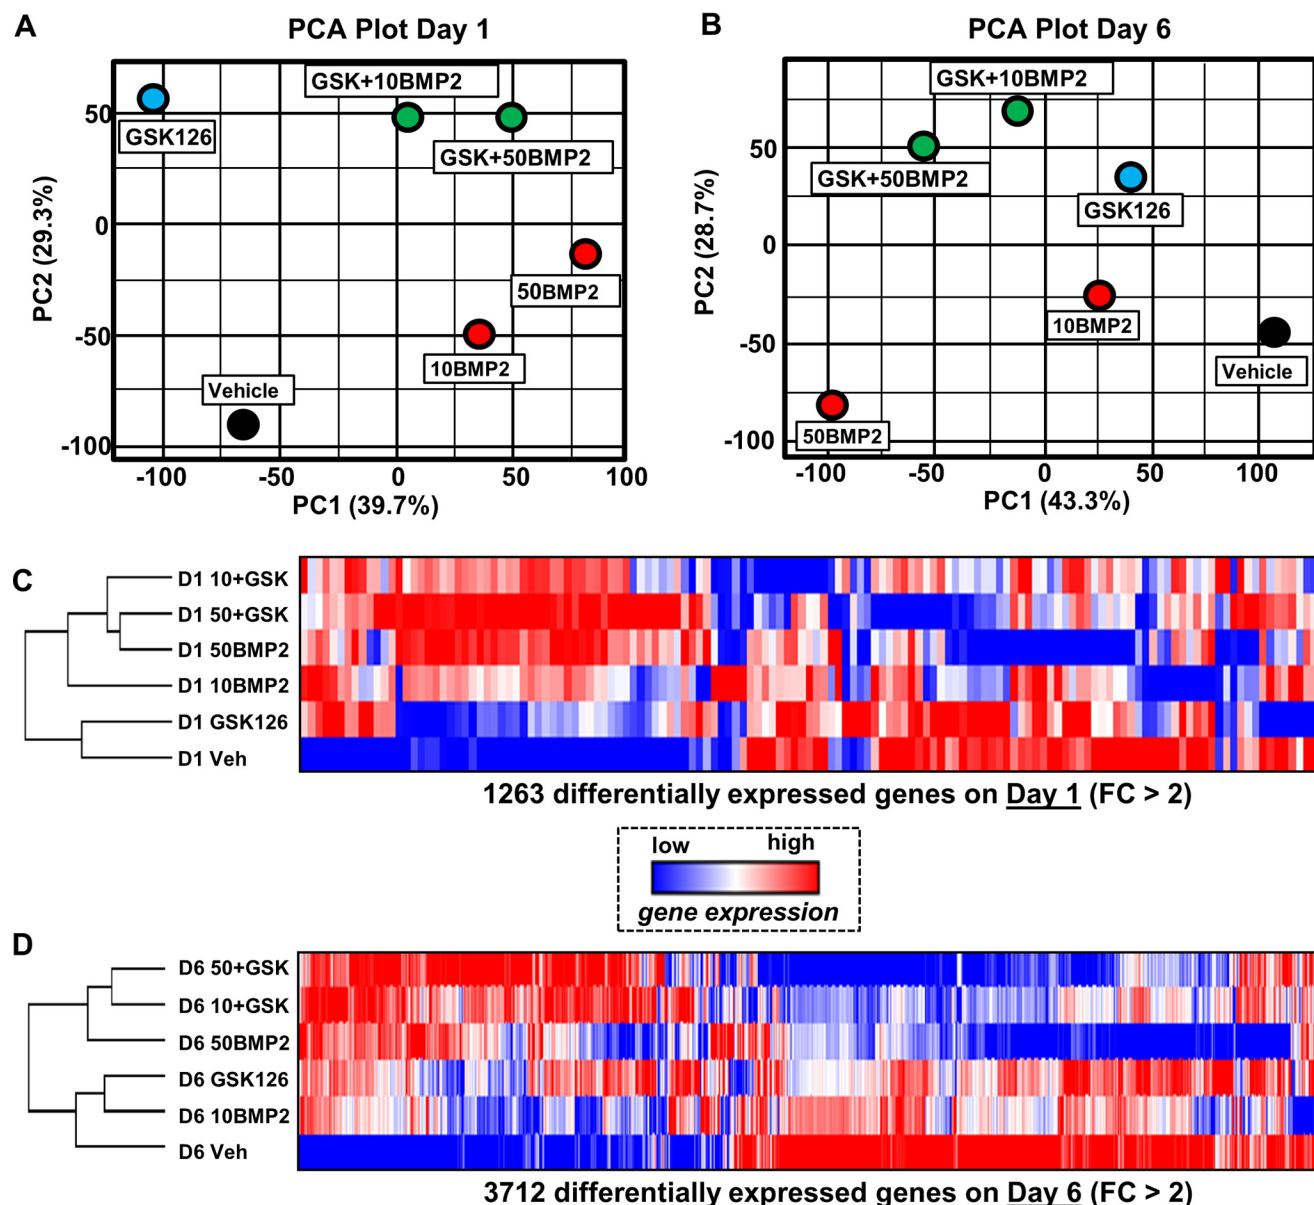 A
PCA Plot Day 1
PC2 (29.3%)
50
0
-50
-100
GSK126
GSK+10BMP2
GSK+50BMP2
50BMP2
10BMP2
Vehicle
-100 -50 0 50 100
PC1 (39.7%)
B
PCA Plot Day 6
PC2 (28.7%)
50
0
-50
-100
GSK+10BMP2
GSK+50BMP2
GSK126
10BMP2
Vehicle
50BMP2
-100 -50 0 50 100
PC1 (43.3%)
C
D1 10+GSK
D1 50+GSK
D1 50BMP2
D1 10BMP2
D1 GSK126
D1 Veh
1263 differentially expressed genes on Day 1 (FC > 2)
low high
gene expression
D
D6 50+GSK
D6 10+GSK
D6 50BMP2
D6 GSK126
D6 10BMP2
D6 Veh
3712 differentially expressed genes on Day 6 (FC > 2)